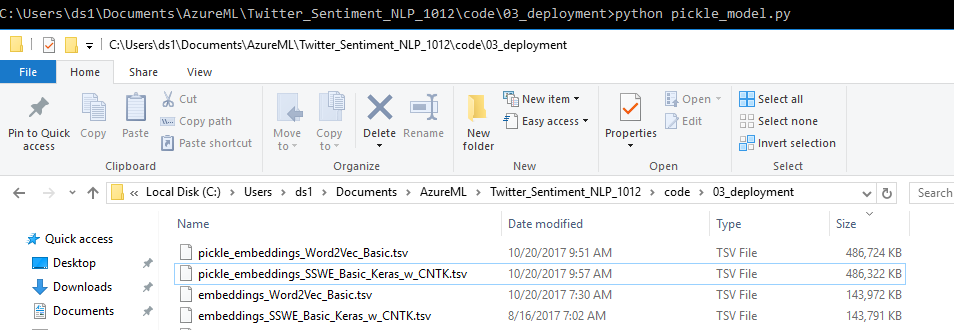 C:\Users\ds1\Documents\AzureML\Twitter_Sentiment_NLP_1012\code\03_deployment>python pickle_model.py
C:\Users\ds1\Documents\AzureML\Twitter_Sentiment_NLP_1012\code\03_deployment
File Home Share View
Pin to Quick access
Copy
Paste
Cut
Copy path
Paste shortcut
Clipboard
Move to
Copy to
Delete
Rename
Organize
New folder
New item
Easy access
New
Properties
Open
Edit
Open
Select all
Select none
Invert selection
Select
« Local Disk (C:) > Users > ds1 > Documents > AzureML > Twitter_Sentiment_NLP_1012 > code > 03_deployment
Search
Quick access
Desktop
Downloads
Documents
Name Date modified Type Size
pickle_embeddings_Word2Vec_Basic.tsv 10/20/2017 9:51 AM TSV File 486,724 KB
pickle_embeddings_SSWE_Basic_Keras_w_CNTK.tsv 10/20/2017 9:57 AM TSV File 486,322 KB
embeddings_Word2Vec_Basic.tsv 10/20/2017 7:30 AM TSV File 143,972 KB
embeddings_SSWE_Basic_Keras_w_CNTK.tsv 8/16/2017 7:02 AM TSV File 143,791 KB